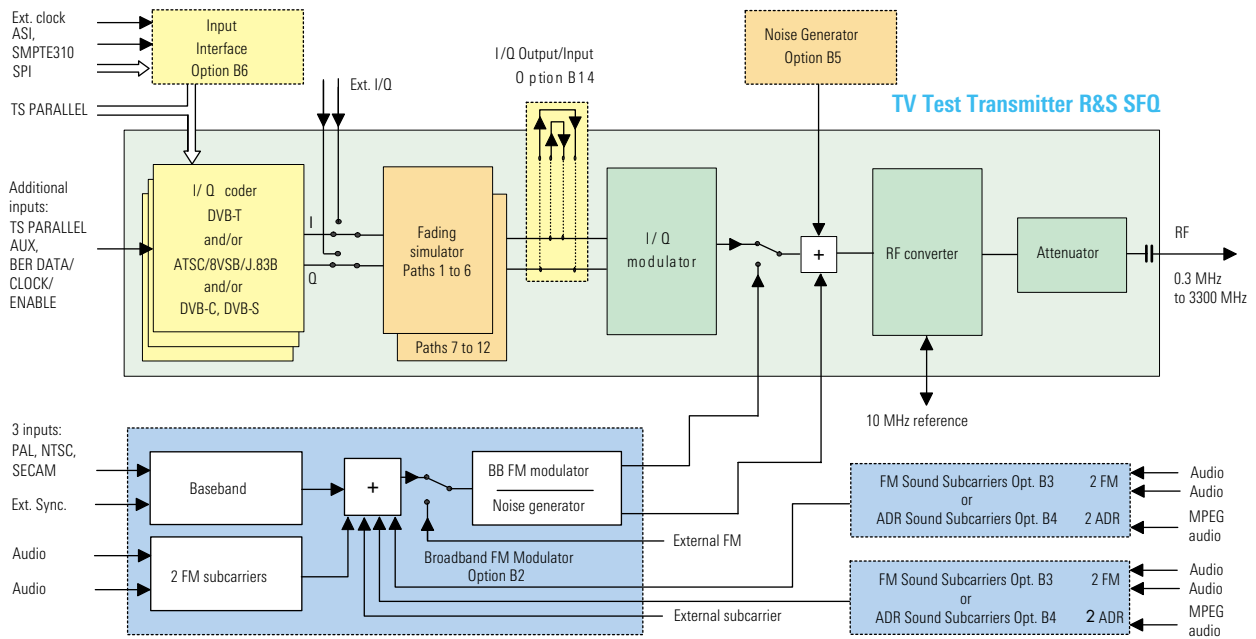 Ext. clock
ASI,
SMPTE310
SPI
TS PARALLEL
Input
Interface
Option B6
Ext. I/Q
I/Q Output/Input
O ption B14
Noise Generator
Option B5
TV Test Transmitter R&S SFQ
Additional
inputs:
TS PARALLEL
AUX,
BER DATA/
CLOCK/
ENABLE
I/ Q coder
DVB-T
and/or
ATSC/8VSB/J.83B
and/or
DVB-C, DVB-S
I
Q
Fading
simulator
Paths 1 to 6
Paths 7 to 12
I/ Q
modulator
+
RF converter
Attenuator
RF
0.3 MHz
to 3300 MHz
10 MHz reference
3 inputs:
PAL, NTSC,
SECAM
Ext. Sync.
Audio
Audio
Baseband
2 FM subcarriers
+
BB FM modulator
Noise generator
Broadband FM Modulator
Option B2
External FM
External subcarrier
FM Sound Subcarriers Opt. B3 2 FM
or
ADR Sound Subcarriers Opt. B4 2 ADR
Audio
Audio
MPEG
audio
FM Sound Subcarriers Opt. B3 2 FM
or
ADR Sound Subcarriers Opt. B4 2 ADR
Audio
Audio
MPEG
audio